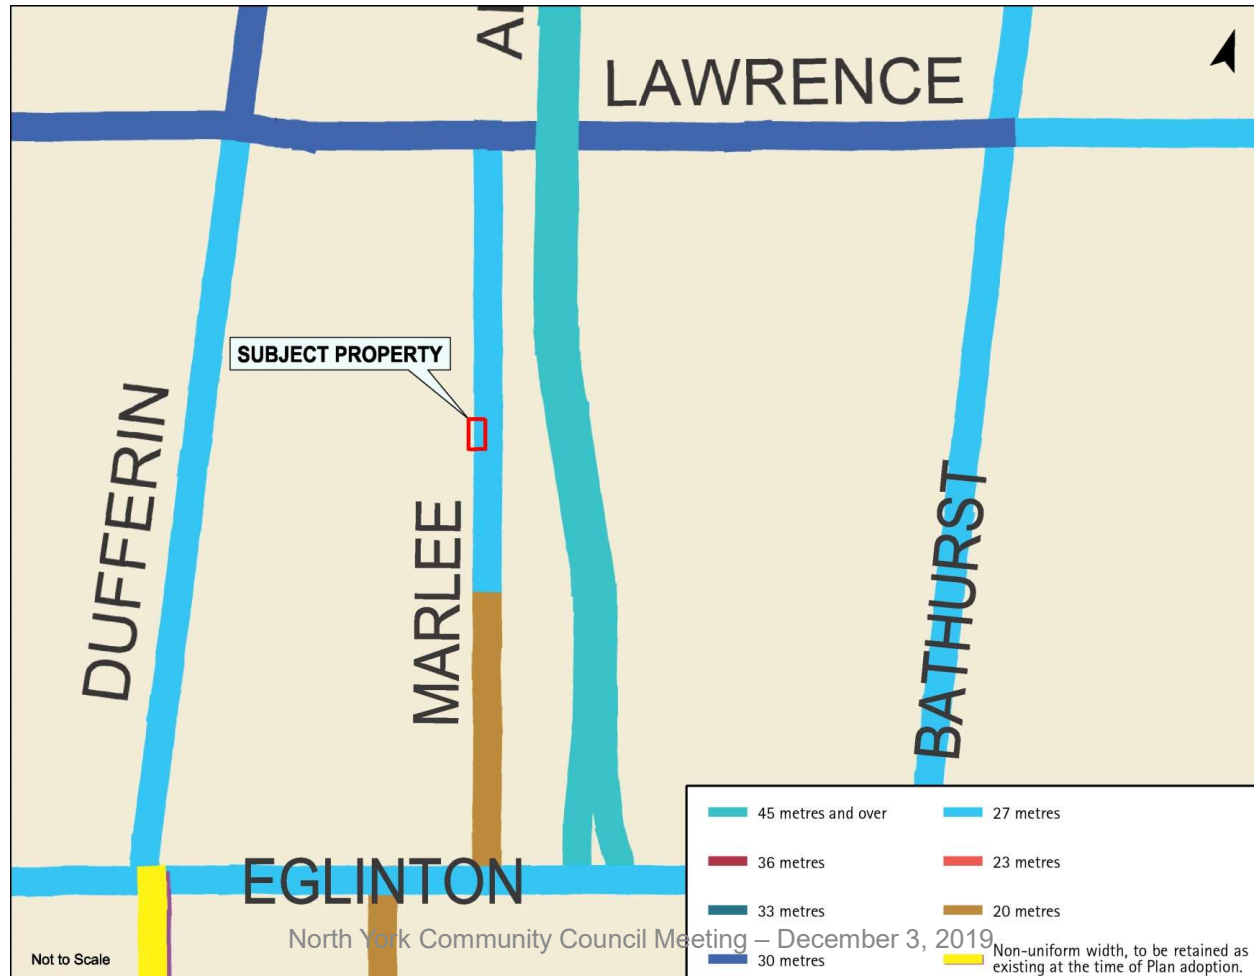 AL
LAWRENCE
SUBJECT PROPERTY
DUFFERIN
MARLEE
BATHURST
EGLINTON
45 metres and over
27 metres
36 metres
23 metres
33 metres
20 metres
30 metres
Non-uniform width, to be retained as
existing at the time of Plan adoption.
North York Community Council Meeting – December 3, 2019
Not to Scale